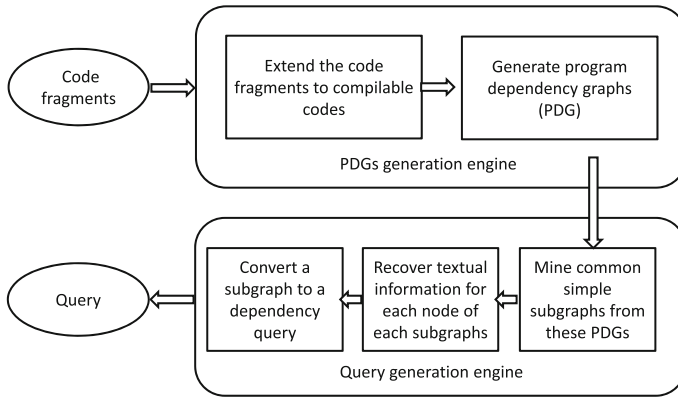 Code
fragments
Extend the code
fragments to compilable
codes
Generate program
dependency graphs
(PDG)
PDGs generation engine
Query
Convert a
subgraph to a
dependency
query
Recover textual
information for
each node of
each subgraphs
Mine common
simple
subgraphs from
these PDGs
Query generation engine